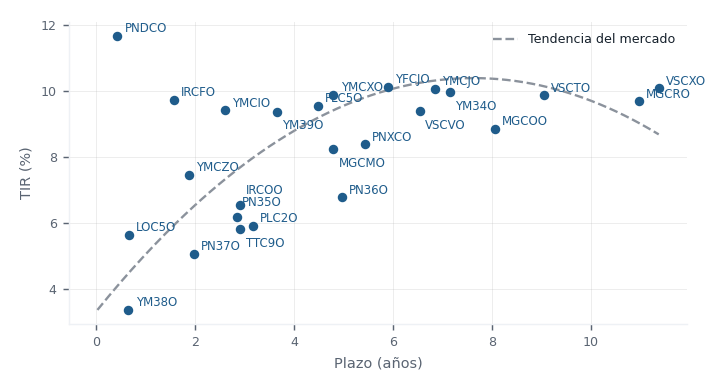 12
10
8
6
4
TIR (%)
0
2
4
6
8
10
Plazo (años)
Tendencia del mercado
PNDCO
IRCFO
YMCIO
YM39O
PLC5O
YMCXO
YFCJO
YMCJO
YM34O
VSCVO
VSCTO
MGCOO
VSCXO
MGCRO
PNXCO
MGCMO
PN36O
YMCZO
IRCOO
PN35O
PLC2O
TTC9O
LOC5O
PN37O
YM38O